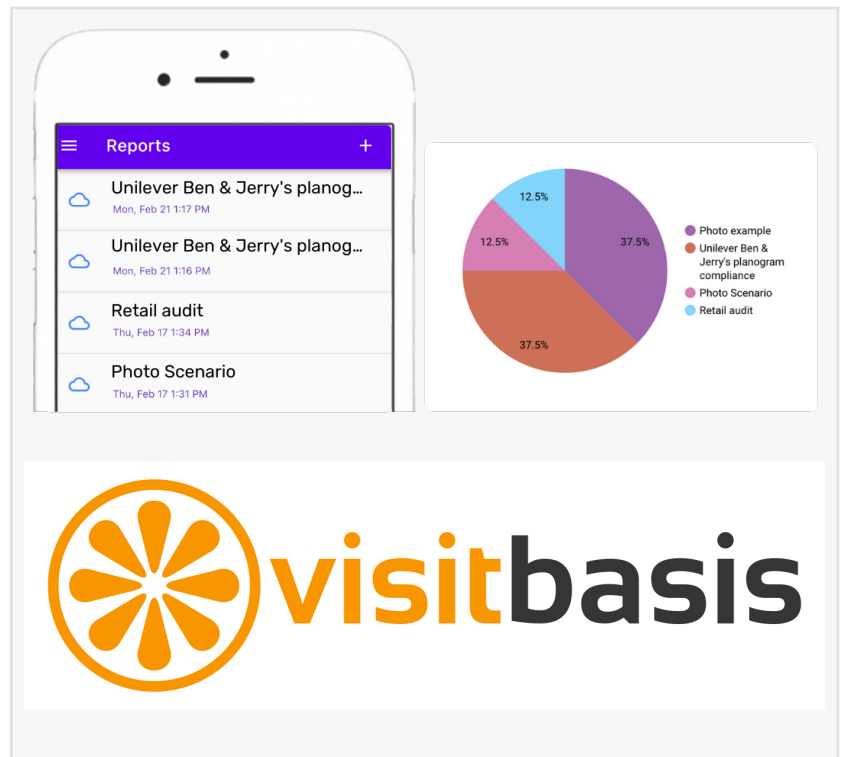 Reports +
Unilever Ben & Jerry's planog...
Mon, Feb 21 1:17 PM
Unilever Ben & Jerry's planog...
Mon, Feb 21 1:16 PM
Retail audit
Thu, Feb 17 1:34 PM
Photo Scenario
Thu, Feb 17 1:31 PM
12.5%
12.5%
37.5%
37.5%
Photo example
Unilever Ben &
Jerry's planogram
compliance
Photo Scenario
Retail audit
visitbasis